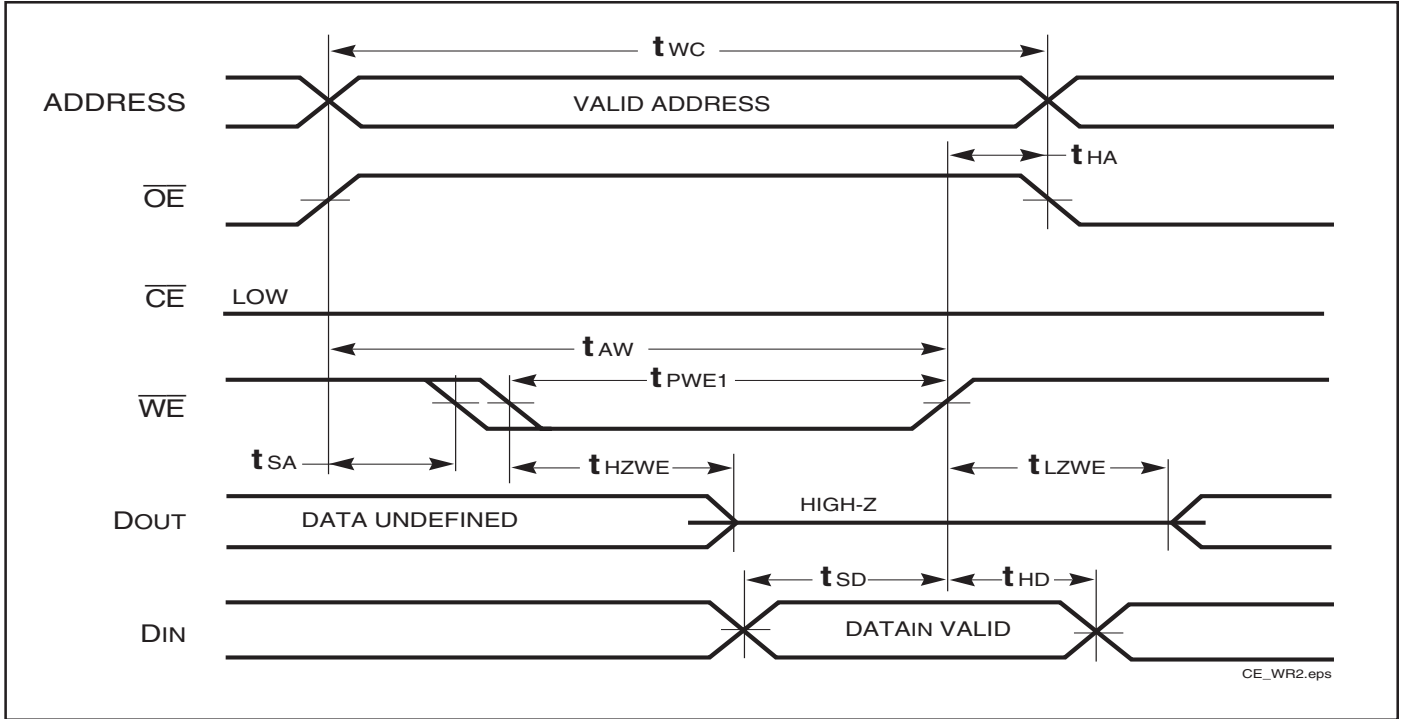 tWC
ADDRESS
VALID ADDRESS
tHA
OE
CE
LOW
tAW
tPWE1
WE
tSA
tHZWE
tLZWE
DOUT
DATA UNDEFINED
HIGH-Z
tSD
tHD
DIN
DATAIN VALID
CE_WR2.eps